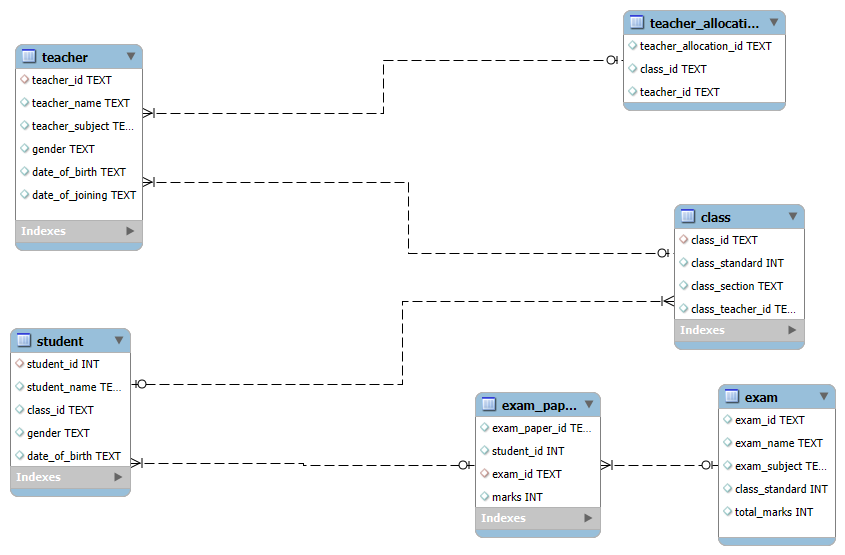 teacher
teacher_id TEXT
teacher_name TEXT
teacher_subject TE...
gender TEXT
date_of_birth TEXT
date_of_joining TEXT
Indexes
teacher_allocati...
teacher_allocation_id TEXT
class_id TEXT
teacher_id TEXT
class
class_id TEXT
class_standard INT
class_section TEXT
class_teacher_id TE...
Indexes
student
student_id INT
student_name TE...
class_id TEXT
gender TEXT
date_of_birth TEXT
Indexes
exam_pap...
exam_paper_id TE...
student_id INT
exam_id TEXT
marks INT
Indexes
exam
exam_id TEXT
exam_name TEXT
exam_subject TE...
class_standard INT
total_marks INT